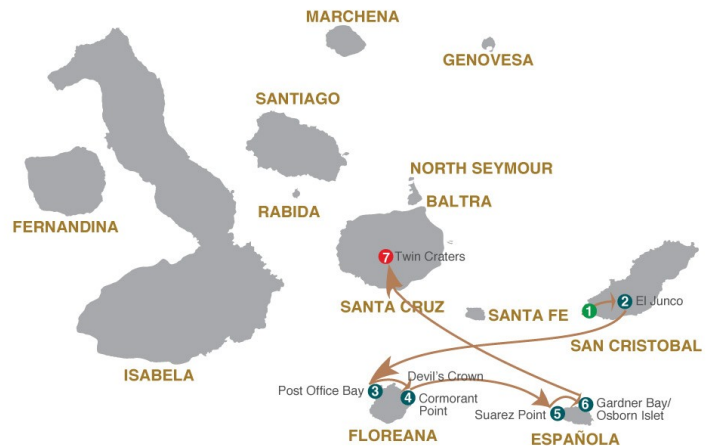 MARCHENA
GENOVESA
SANTIAGO
NORTH SEYMOUR
BALTRA
RABIDA
FERNANDINA
7 Twin Craters
SANTA CRUZ
1
2 El Junco
SANTA FE
SAN CRISTOBAL
ISABELA
Devil's Crown
Post Office Bay 3
4 Cormorant
Point
Suarez Point 5
6 Gardner Bay/
Osborn Islet
FLOREANA
ESPAÑOLA